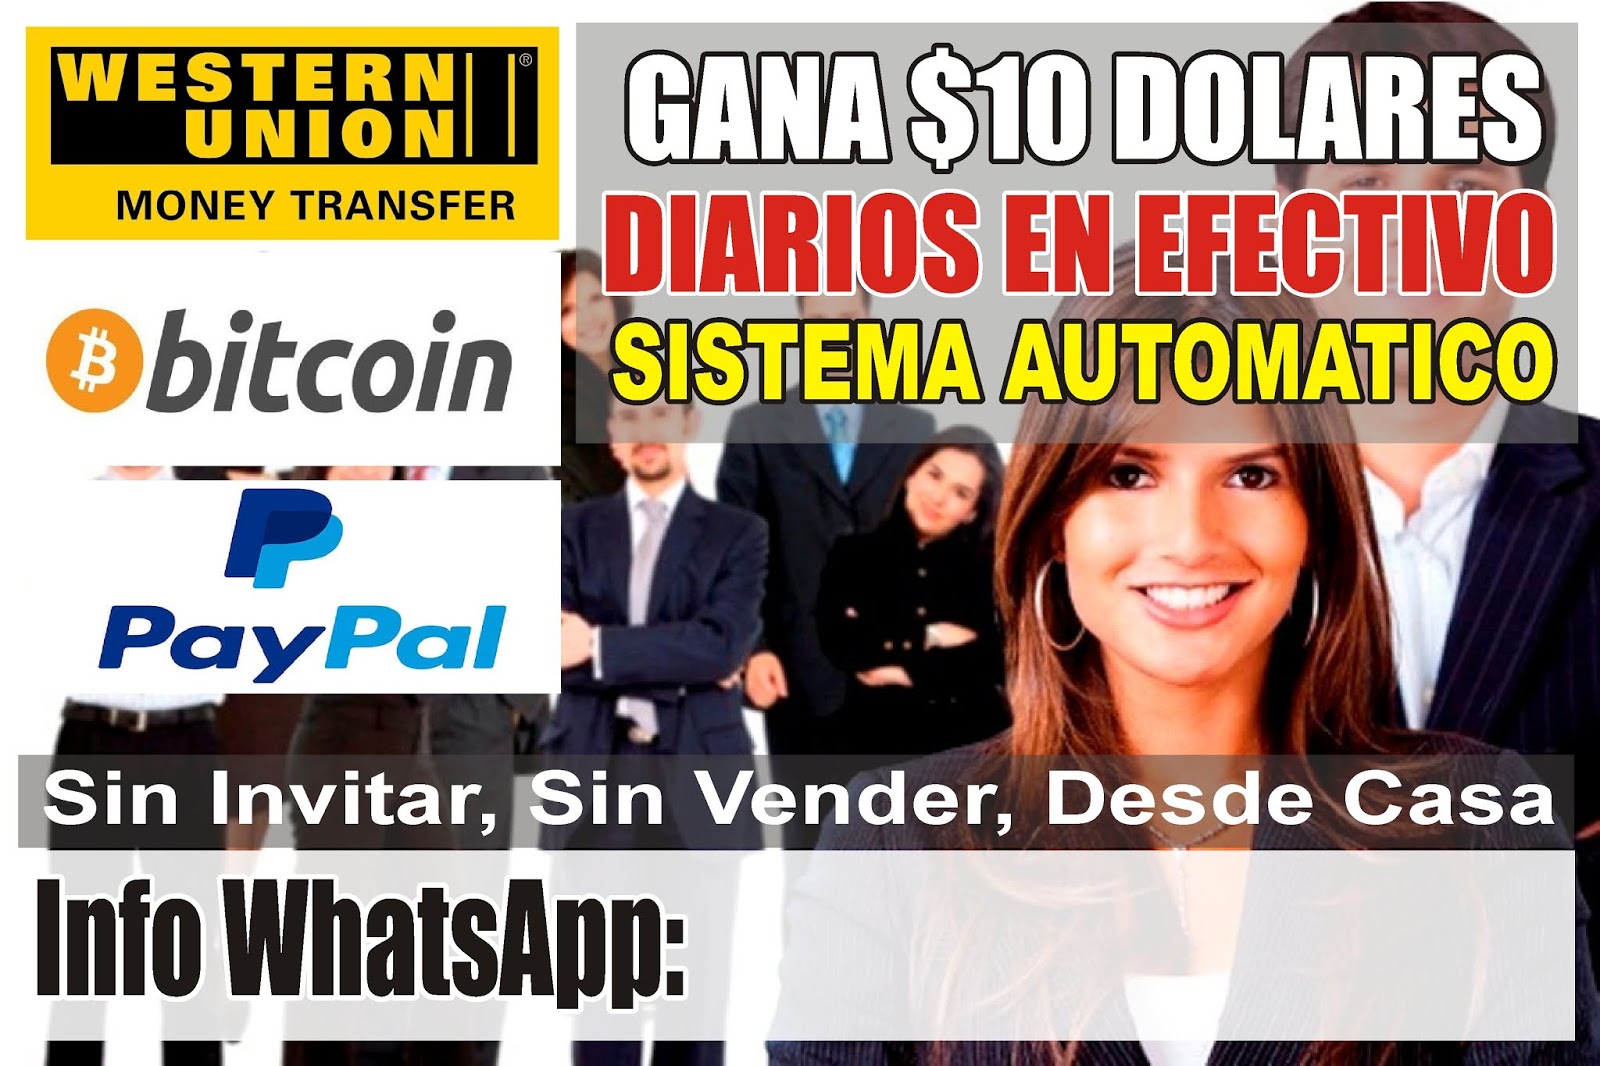 WESTERN
UNION ®
MONEY TRANSFER
bitcoin
PayPal
GANA $10 DOLARES
DIARIOS EN EFECTIVO
SISTEMA AUTOMATICO
Sin Invitar, Sin Vender, Desde Casa
Info WhatsApp: